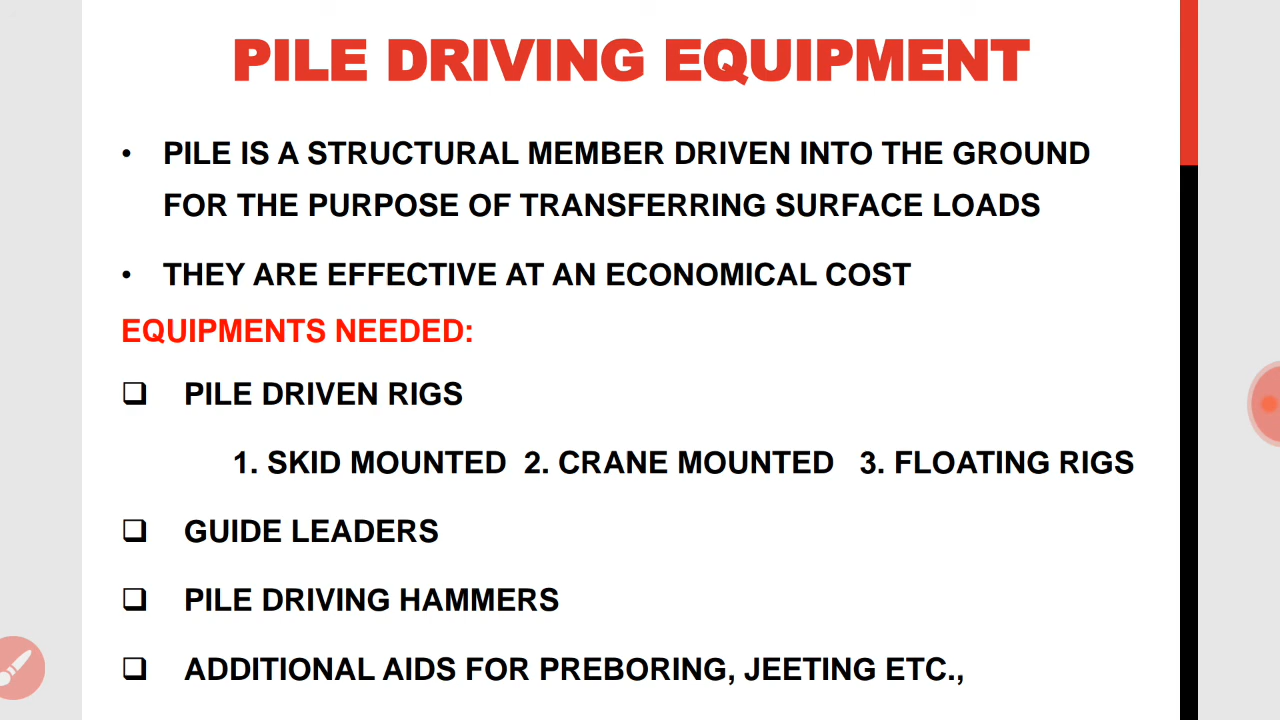 PILE DRIVING EQUIPMENT
• PILE IS A STRUCTURAL MEMBER DRIVEN INTO THE GROUND
FOR THE PURPOSE OF TRANSFERRING SURFACE LOADS
• THEY ARE EFFECTIVE AT AN ECONOMICAL COST
EQUIPMENTS NEEDED:
❑ PILE DRIVEN RIGS
1. SKID MOUNTED 2. CRANE MOUNTED 3. FLOATING RIGS
❑ GUIDE LEADERS
❑ PILE DRIVING HAMMERS
❑ ADDITIONAL AIDS FOR PREBORING, JEETING ETC.,